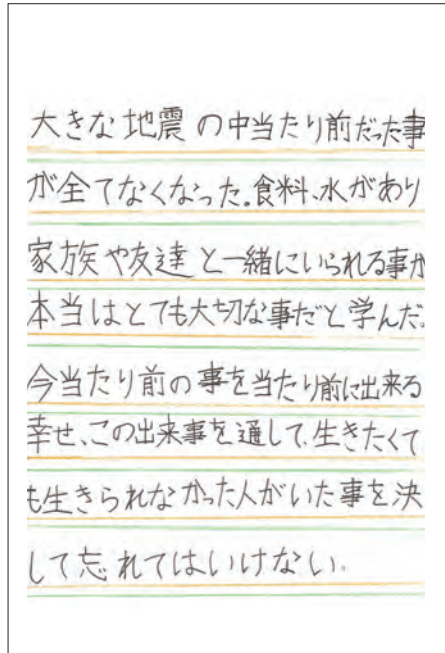 大きな地震の中当たり前だった事
が全てなくなった。食料、水があり
家族や友達と一緒にいられる事が
本当はとても大切な事だと学んだ。
今当たり前の事を当たり前に出来る
幸せ、この出来事を通して、生きたくて
も生きられなかった人がいた事を決
して忘れてはいけない。